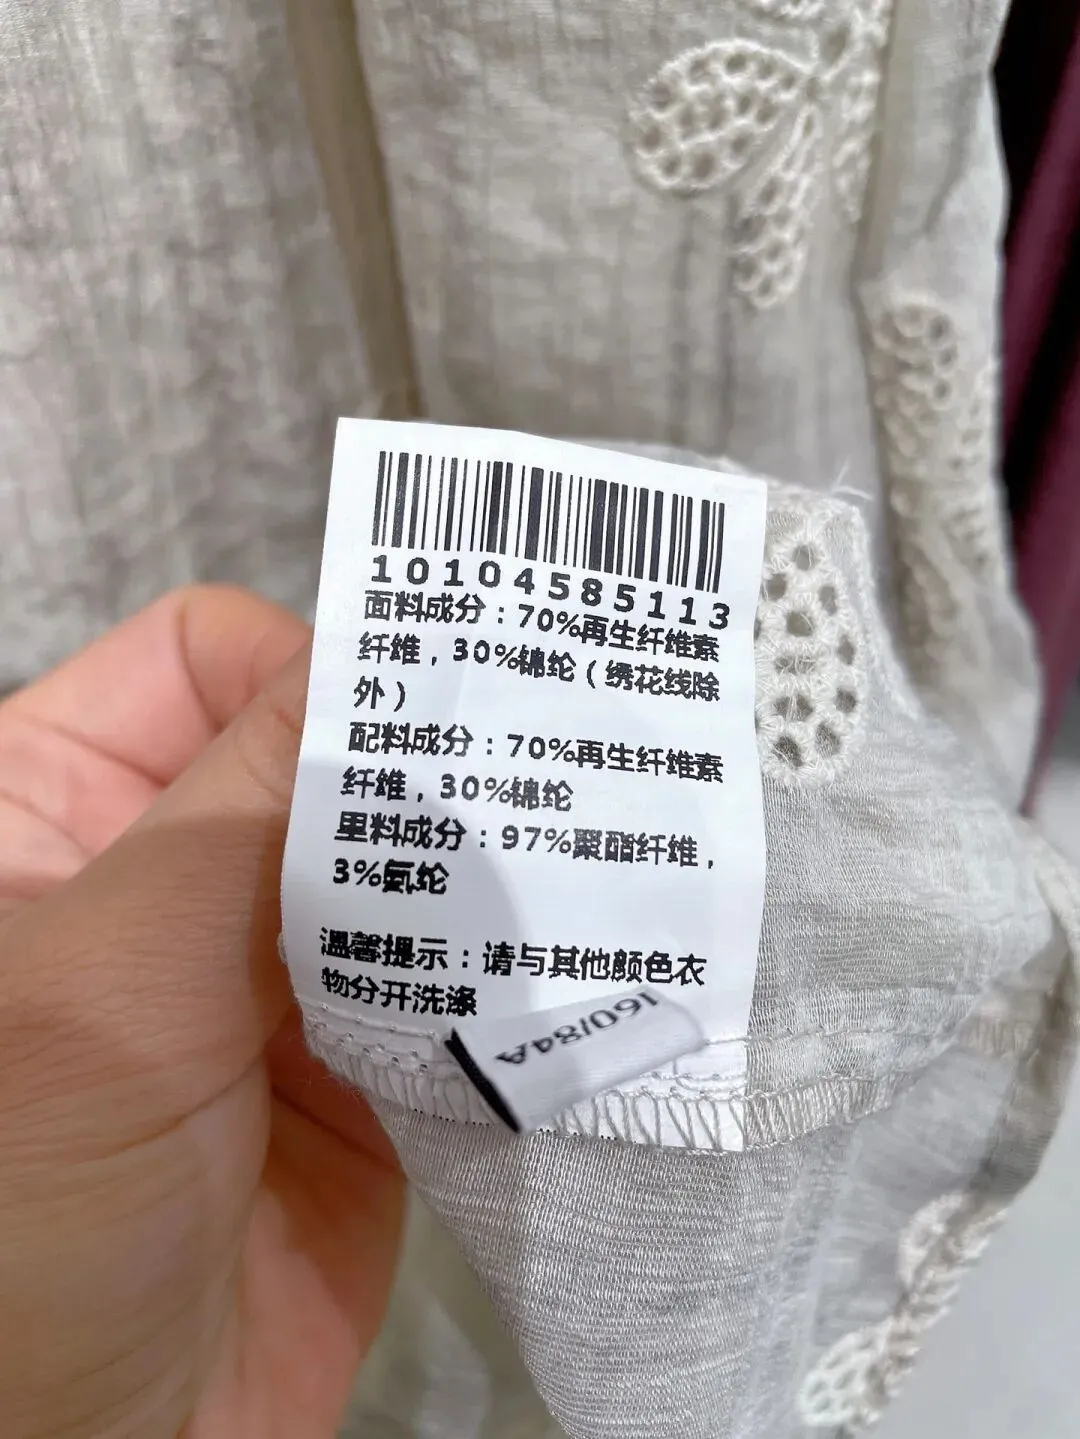 10104585113
面料成分：70%再生纤维素
纤维，30%锦纶（绣花线除
外）
配料成分：70%再生纤维素
纤维，30%锦纶
里料成分：97%聚酯纤维，
3%氨纶
温馨提示：请与其他颜色衣
物分开洗涤
160/84A